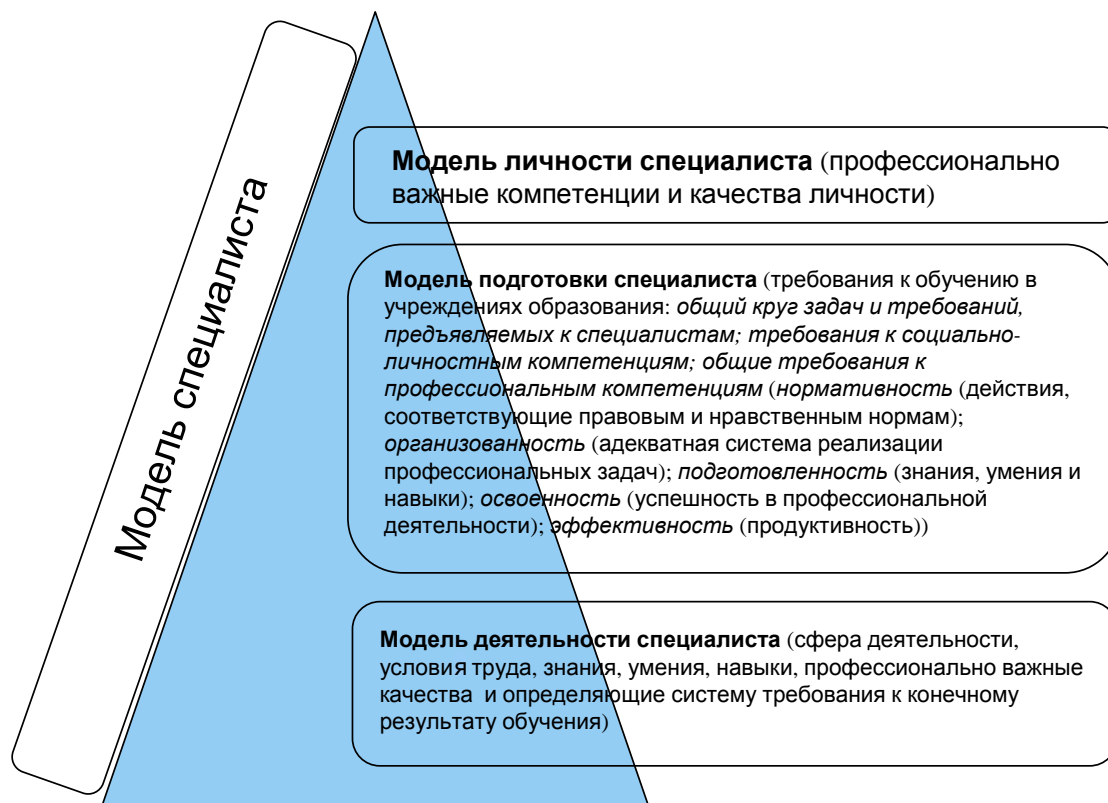 Модель специалиста
Модель личности специалиста (профессионально
важные компетенции и качества личности)
Модель подготовки специалиста (требования к обучению в
учреждениях образования: общий круг задач и требований,
предъявляемых к специалистам; требования к социально-
личностным компетенциям; общие требования к
профессиональным компетенциям (нормативность (действия,
соответствующие правовым и нравственным нормам);
организованность (адекватная система реализации
профессиональных задач); подготовленность (знания, умения и
навыки); освоенность (успешность в профессиональной
деятельности); эффективность (продуктивность))
Модель деятельности специалиста (сфера деятельности,
условия труда, знания, умения, навыки, профессионально важные
качества и определяющие систему требования к конечному
результату обучения)